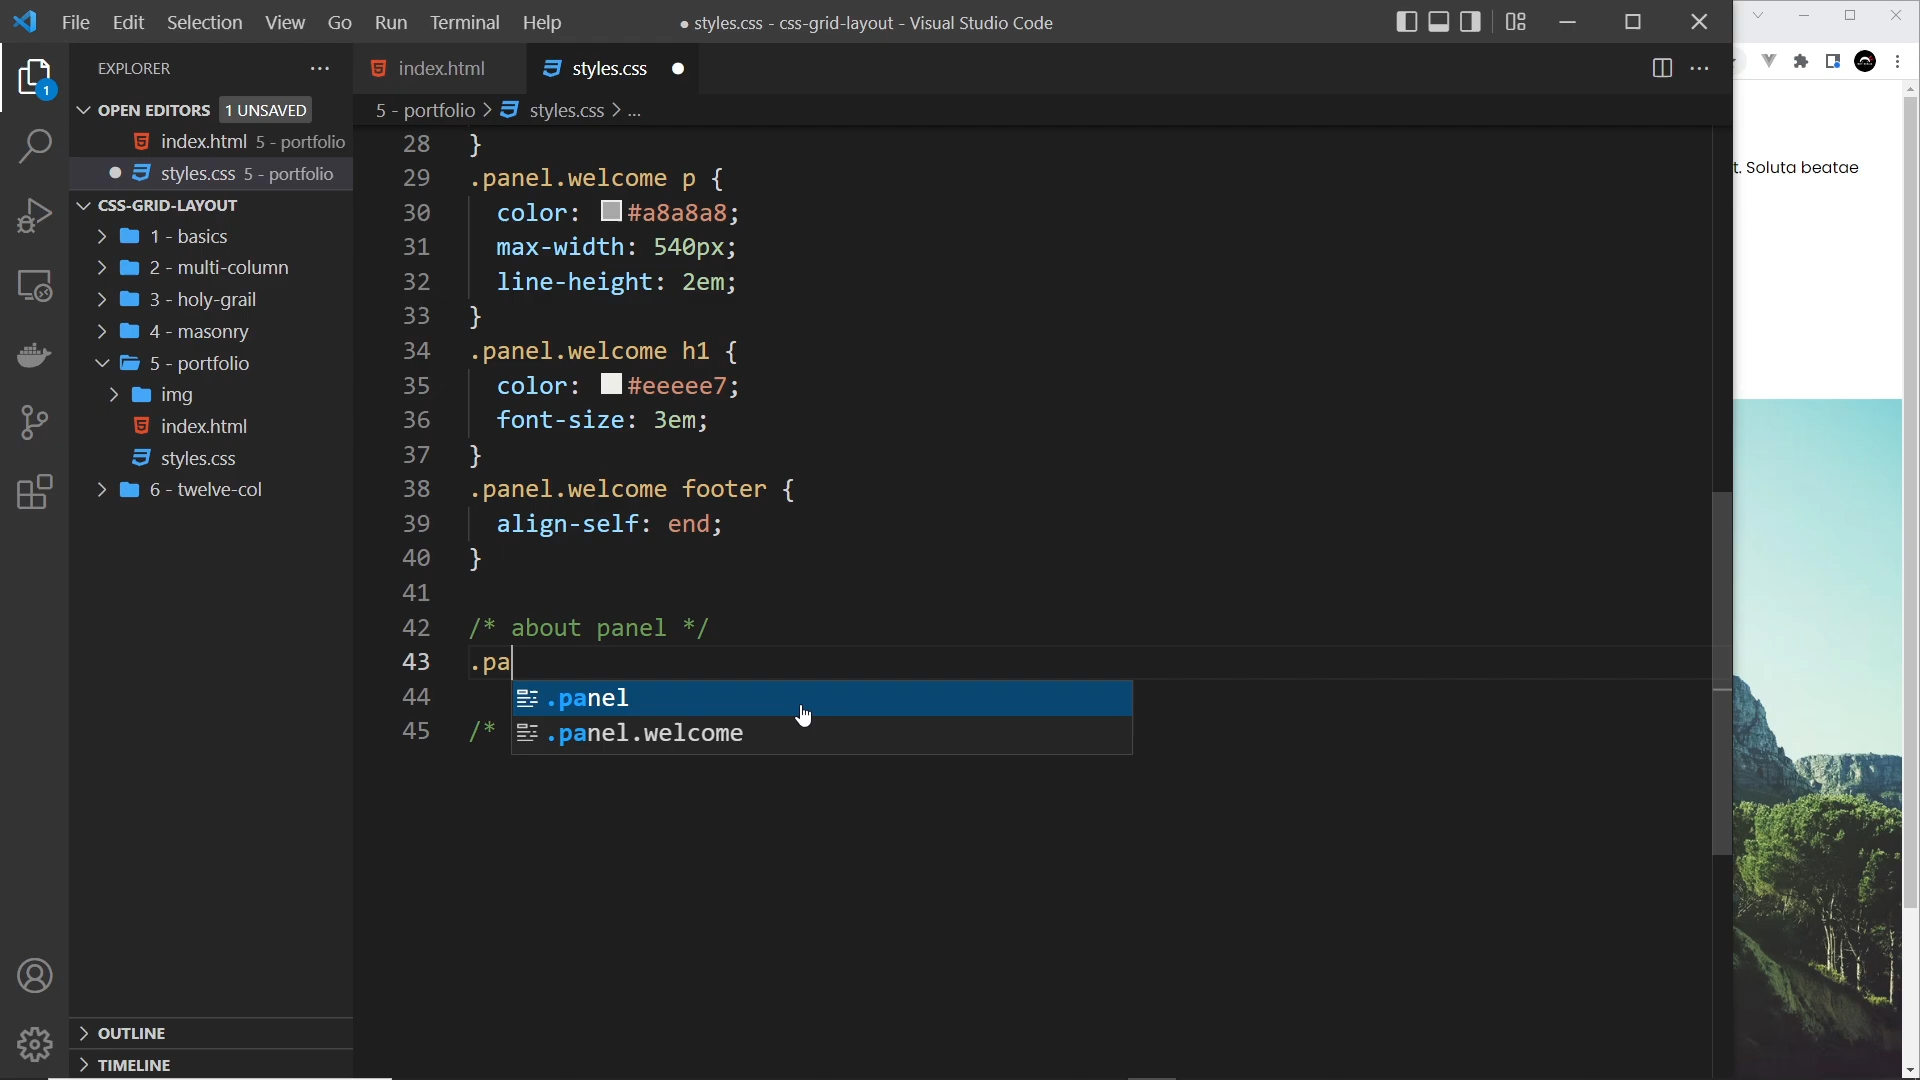 File Edit Selection View Go Run Terminal Help
● styles.css - css-grid-layout - Visual Studio Code
EXPLORER
OPEN EDITORS 1 UNSAVED
index.html 5 - portfolio
styles.css 5 - portfolio
CSS-GRID-LAYOUT
1 - basics
2 - multi-column
3 - holy-grail
4 - masonry
5 - portfolio
img
index.html
styles.css
6 - twelve-col
OUTLINE
TIMELINE
1
index.html styles.css
5 - portfolio > styles.css > ...
28 }
29 .panel.welcome p {
30 color: #a8a8a8;
31 max-width: 540px;
32 line-height: 2em;
33 }
34 .panel.welcome h1 {
35 color: #eeeee7;
36 font-size: 3em;
37 }
38 .panel.welcome footer {
39 align-self: end;
40 }
41
42 /* about panel */
43 .pa
44
45 /*
.panel
.panel.welcome
t. Soluta beatae